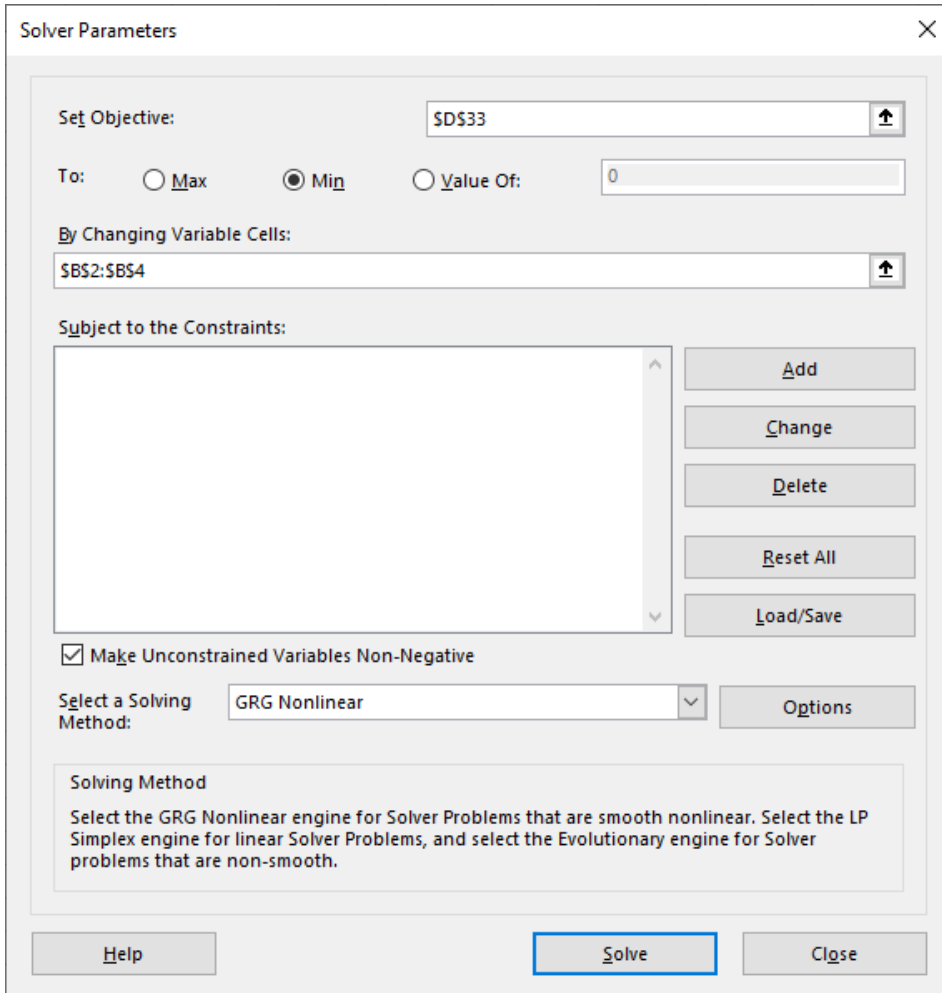 Solver Parameters
Set Objective: $D$33
To: Max Min Value Of: 0
By Changing Variable Cells:
$B$2:$B$4
Subject to the Constraints:
Add
Change
Delete
Reset All
Load/Save
Make Unconstrained Variables Non-Negative
Select a Solving
Method:
GRG Nonlinear
Options
Solving Method
Select the GRG Nonlinear engine for Solver Problems that are smooth nonlinear. Select the LP
Simplex engine for linear Solver Problems, and select the Evolutionary engine for Solver
problems that are non-smooth.
Help Solve Close